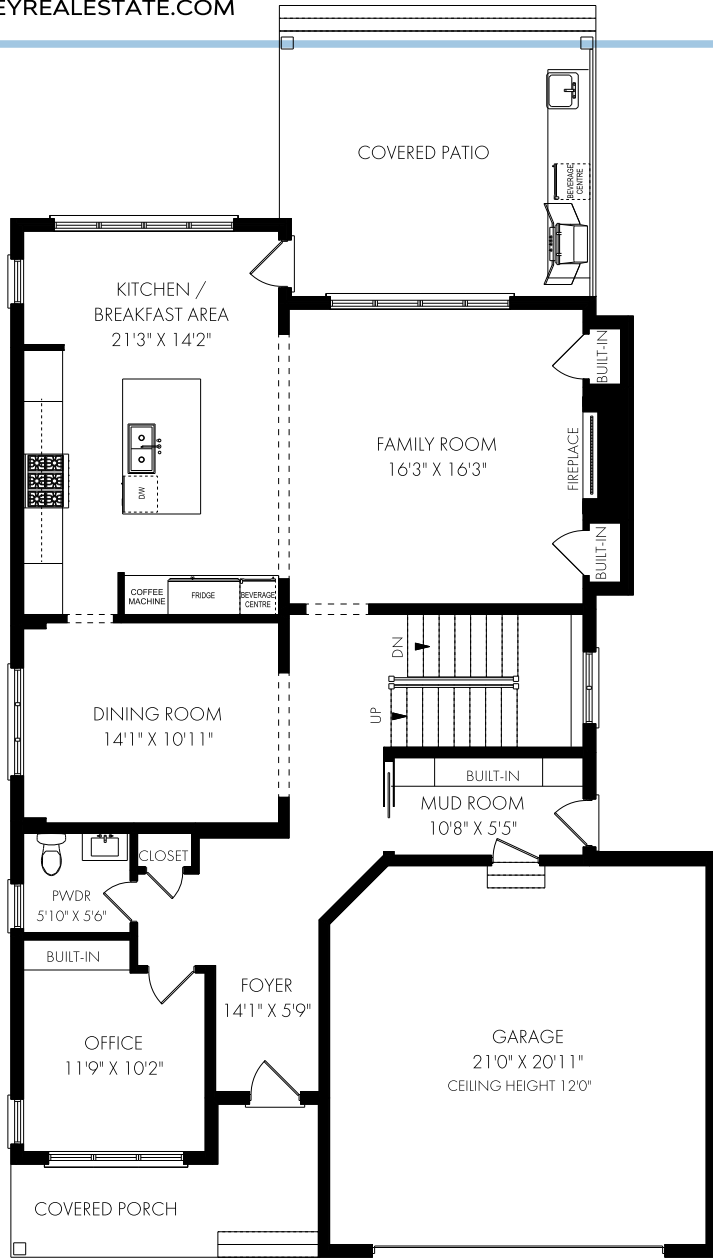 EYREALESTATE.COM
COVERED PATIO
BEVERAGE
CENTRE
KITCHEN /
BREAKFAST AREA
21'3" X 14'2"
BUILT-IN
FAMILY ROOM
16'3" X 16'3"
FIREPLACE
DW
BUILT-IN
COFFEE
MACHINE
FRIDGE
BEVERAGE
CENTRE
DN
UP
DINING ROOM
14'1" X 10'11"
BUILT-IN
MUD ROOM
10'8" X 5'5"
CLOSET
PWDR
5'10" X 5'6"
BUILT-IN
FOYER
14'1" X 5'9"
OFFICE
11'9" X 10'2"
GARAGE
21'0" X 20'11"
CEILING HEIGHT 12'0"
COVERED PORCH